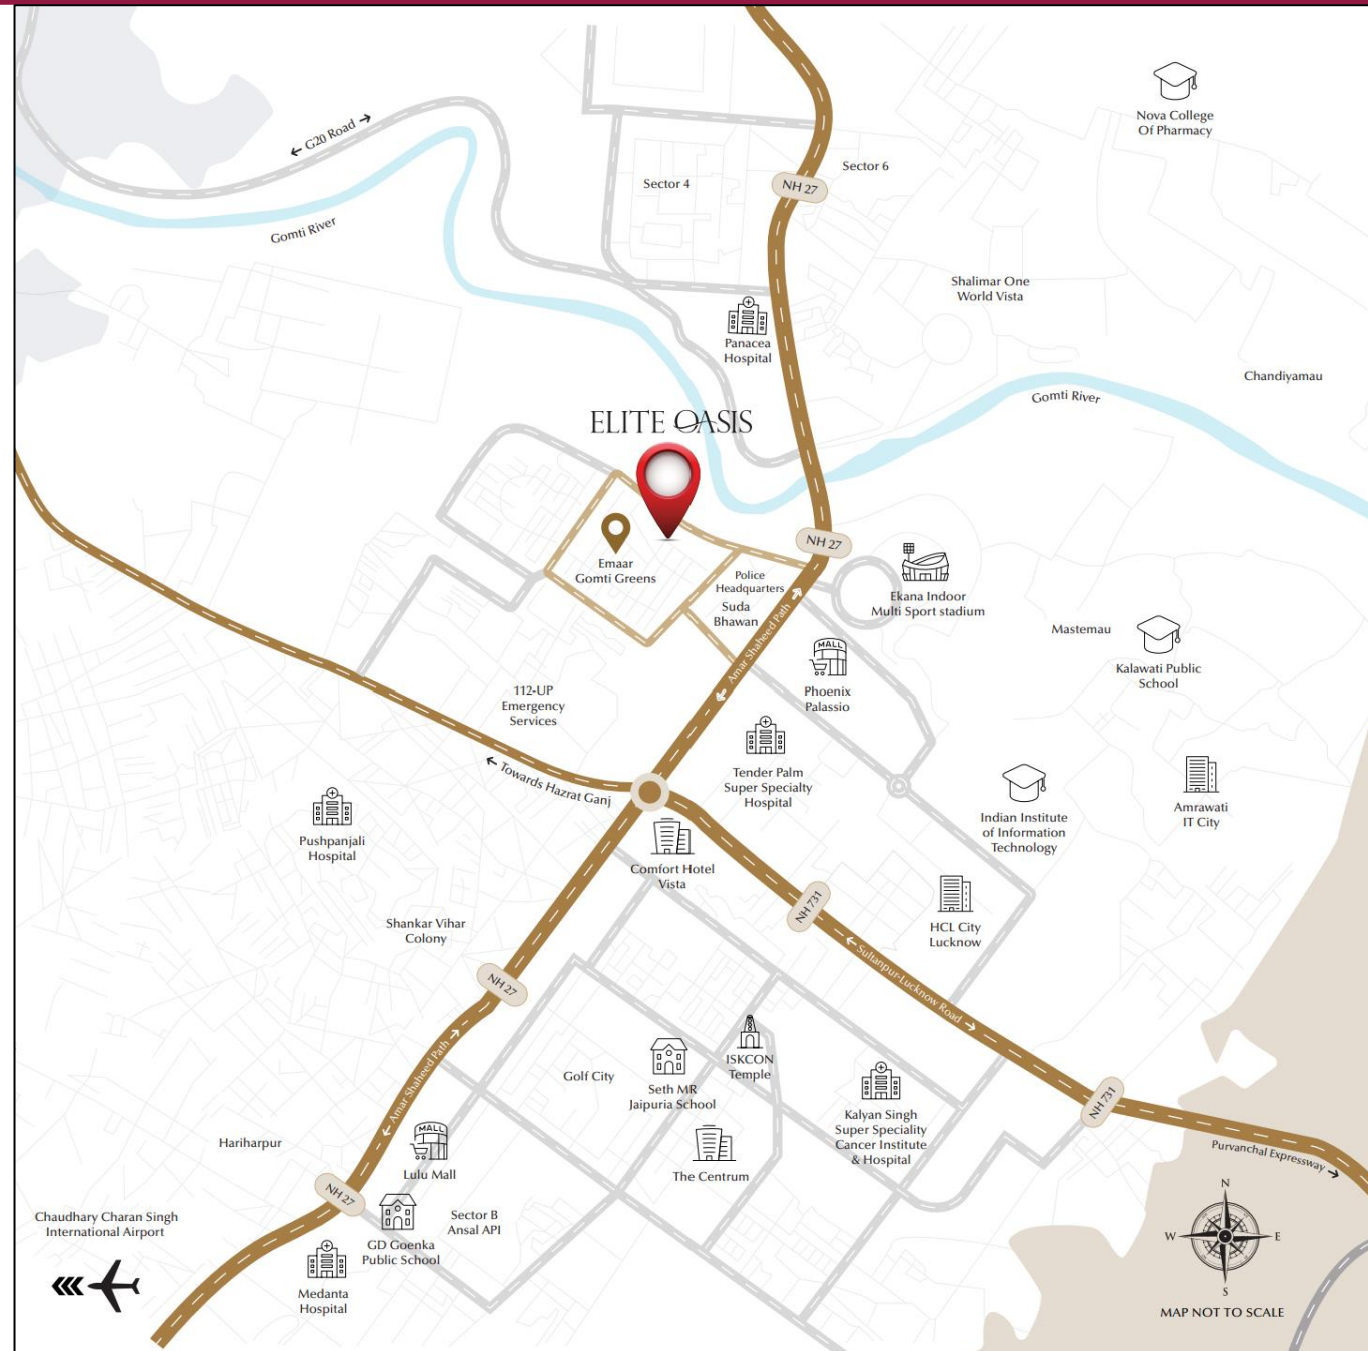 Nova College
Of Pharmacy
← G20 Road →
Sector 6
NH 27
Sector 4
Gomti River
Shalimar One
World Vista
Panacea
Hospital
Chandiyamau
Gomti River
ELITE OASIS
NH 27
Emaar
Gomti Greens
Police
Headquarters
Suda
Bhawan
Ekana Indoor
Multi Sport stadium
Mastemau
Amar Shaheed Path
MALL
Phoenix
Palassio
Kalawati Public
School
112-UP
Emergency
Services
Tender Palm
Super Specialty
Hospital
← Towards Hazrat Ganj
Indian Institute
of Information
Technology
Amrawati
IT City
Pushpanjali
Hospital
Comfort Hotel
Vista
NH 731
Shankar Vihar
Colony
HCL City
Lucknow
← Sultanpur-Lucknow Road →
NH 27
ISKCON
Temple
Golf City
Seth MR
Jaipuria School
← Amar Shaheed Path →
Kalyan Singh
Super Speciality
Cancer Institute
& Hospital
NH 731
MALL
Lulu Mall
Hariharpur
The Centrum
Purvanchal Expressway →
NH 27
Chaudhary Charan Singh
International Airport
Sector B
Ansal API
GD Goenka
Public School
Medanta
Hospital
N
W
E
S
MAP NOT TO SCALE